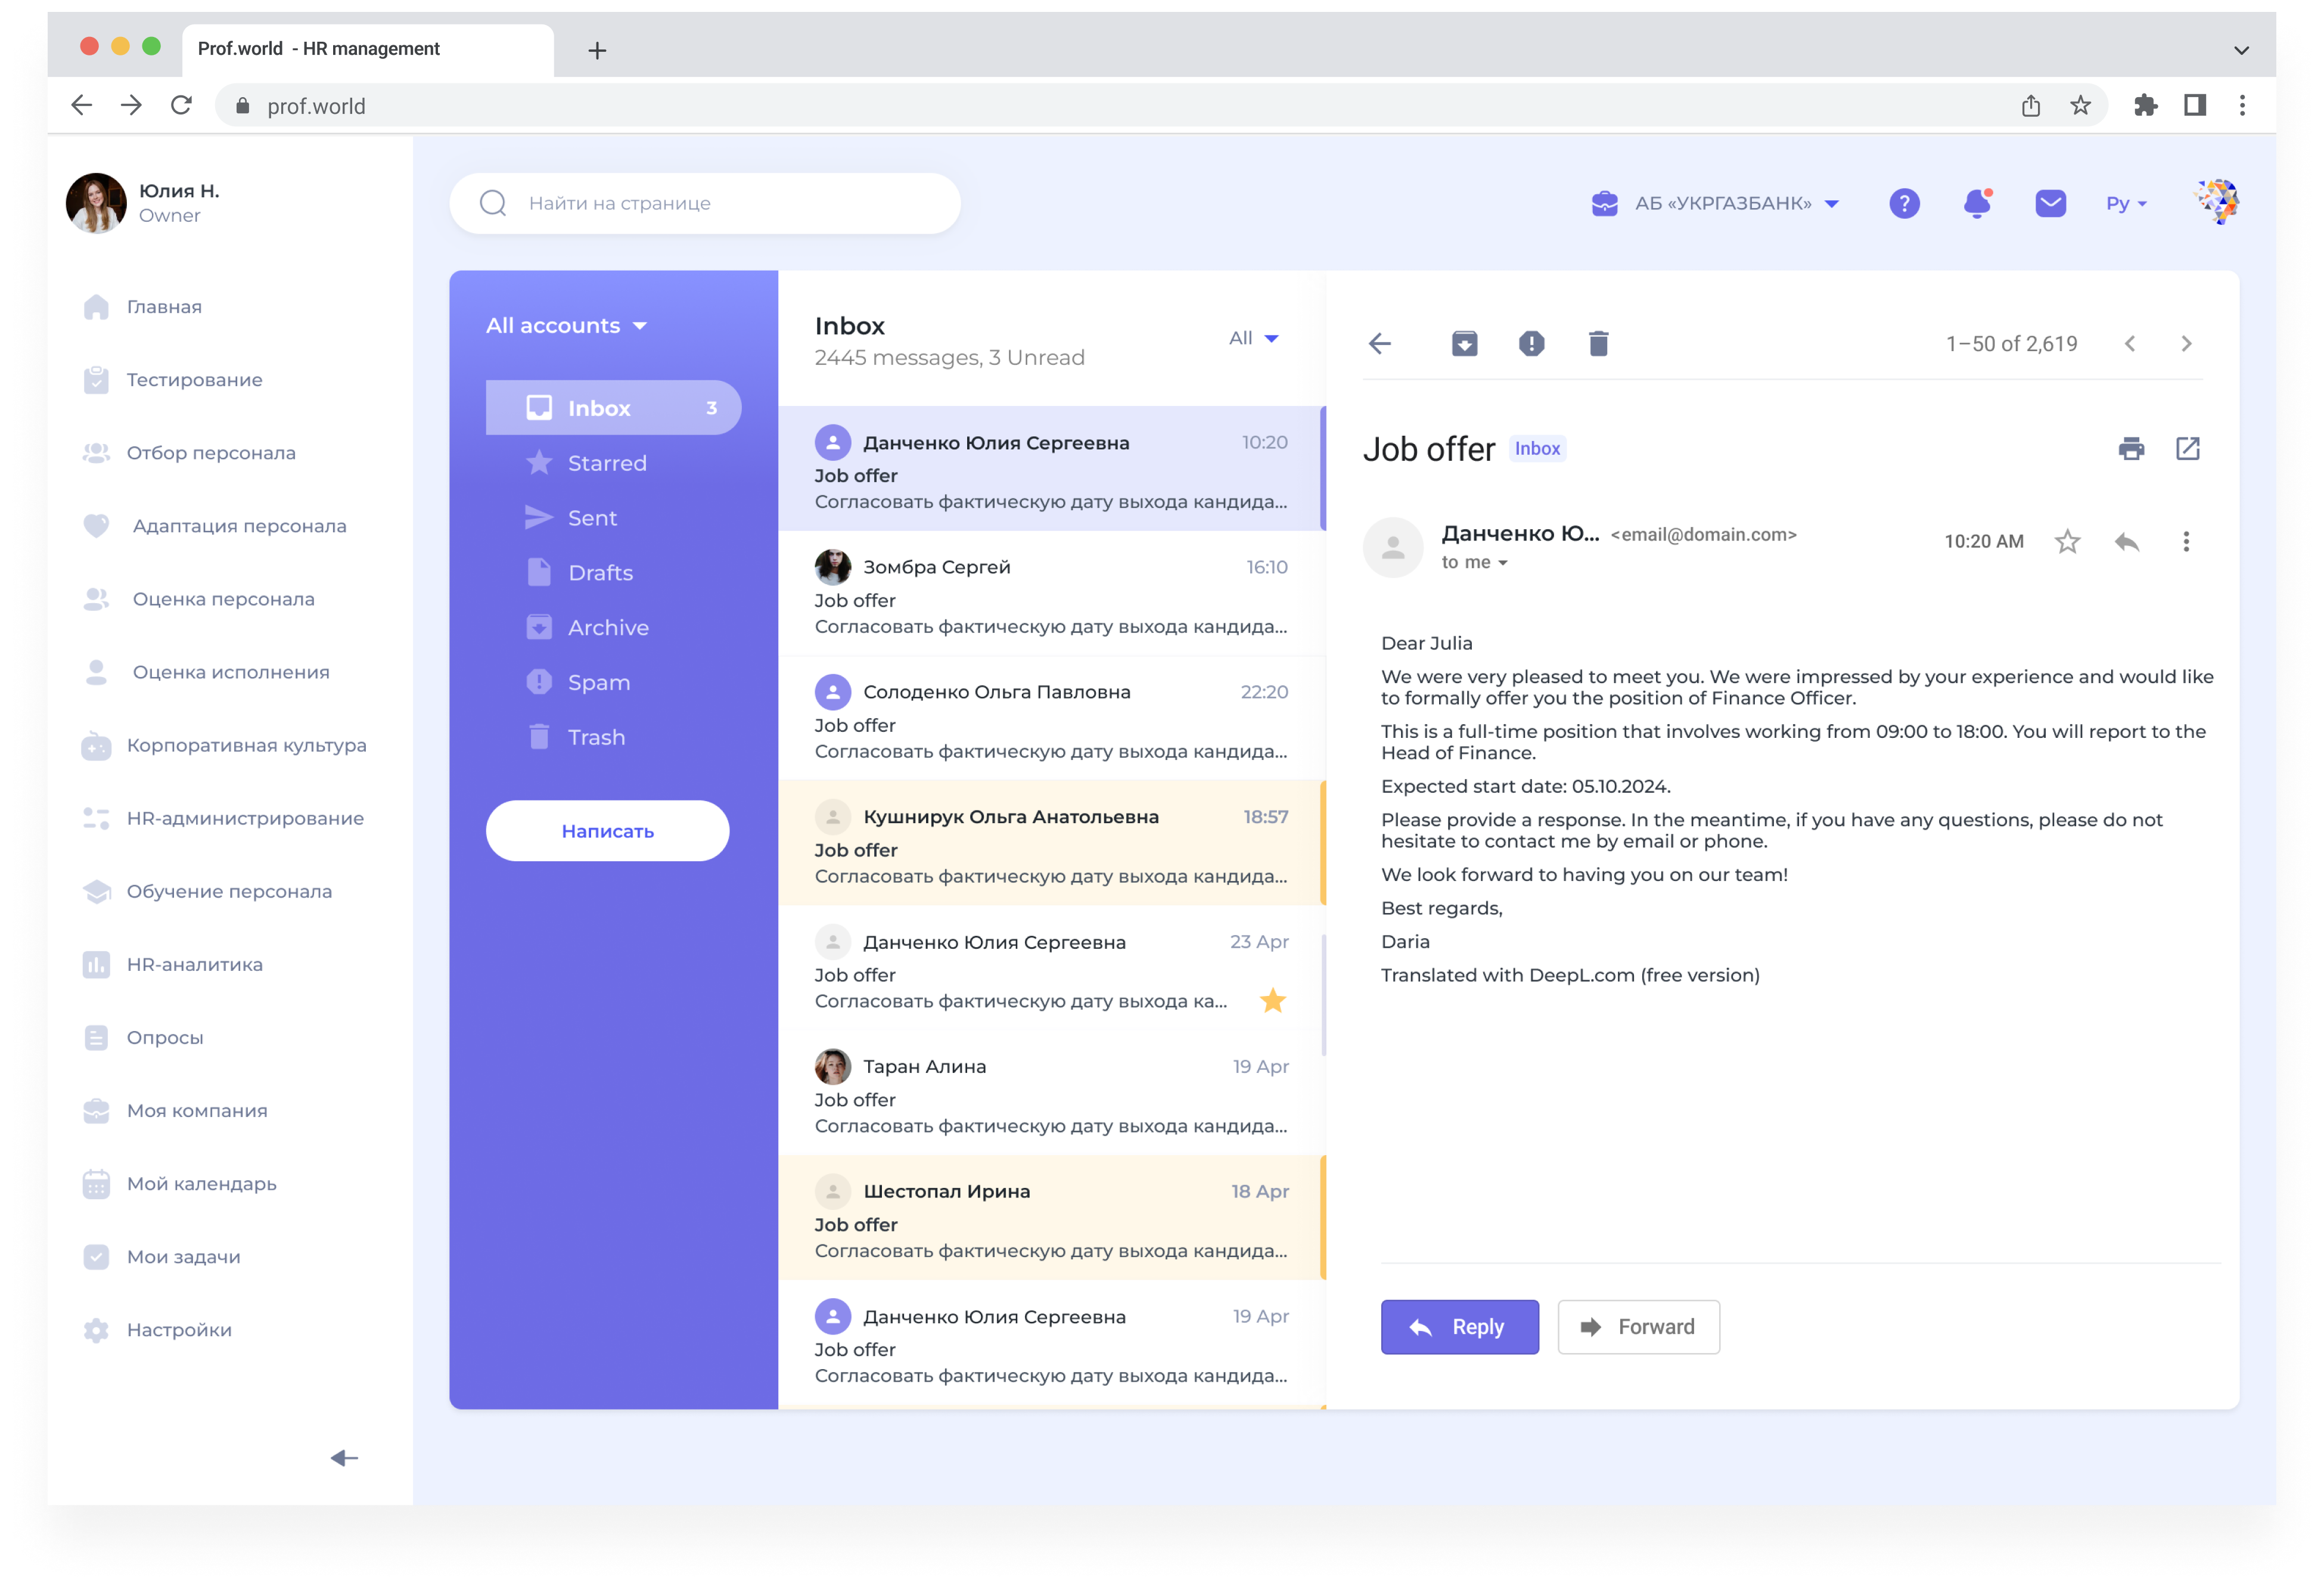 Prof.world - HR management
prof.world
Юлия Н.
Owner
Главная
Тестирование
Отбор персонала
Адаптация персонала
Оценка персонала
Оценка исполнения
Корпоративная культура
HR-администрирование
Обучение персонала
HR-аналитика
Опросы
Моя компания
Мой календарь
Мои задачи
Настройки
Найти на странице
АБ «УКРГАЗБАНК»
Ру
All accounts
Inbox 3
Starred
Sent
Drafts
Archive
Spam
Trash
Написать
Inbox
2445 messages, 3 Unread
All
Данченко Юлия Сергеевна 10:20
Job offer
Согласовать фактическую дату выхода кандида...
Зомбра Сергей 16:10
Job offer
Согласовать фактическую дату выхода кандида...
Солоденко Ольга Павловна 22:20
Job offer
Согласовать фактическую дату выхода кандида...
Кушнирук Ольга Анатольевна 18:57
Job offer
Согласовать фактическую дату выхода кандида...
Данченко Юлия Сергеевна 23 Apr
Job offer
Согласовать фактическую дату выхода ка...
Таран Алина 19 Apr
Job offer
Согласовать фактическую дату выхода кандида...
Шестопал Ирина 18 Apr
Job offer
Согласовать фактическую дату выхода кандида...
Данченко Юлия Сергеевна 19 Apr
Job offer
Согласовать фактическую дату выхода кандида...
1–50 of 2,619
Job offer Inbox
Данченко Ю... <email@domain.com> 10:20 AM
to me
Dear Julia
We were very pleased to meet you. We were impressed by your experience and would like
to formally offer you the position of Finance Officer.
This is a full-time position that involves working from 09:00 to 18:00. You will report to the
Head of Finance.
Expected start date: 05.10.2024.
Please provide a response. In the meantime, if you have any questions, please do not
hesitate to contact me by email or phone.
We look forward to having you on our team!
Best regards,
Daria
Translated with DeepL.com (free version)
Reply
Forward